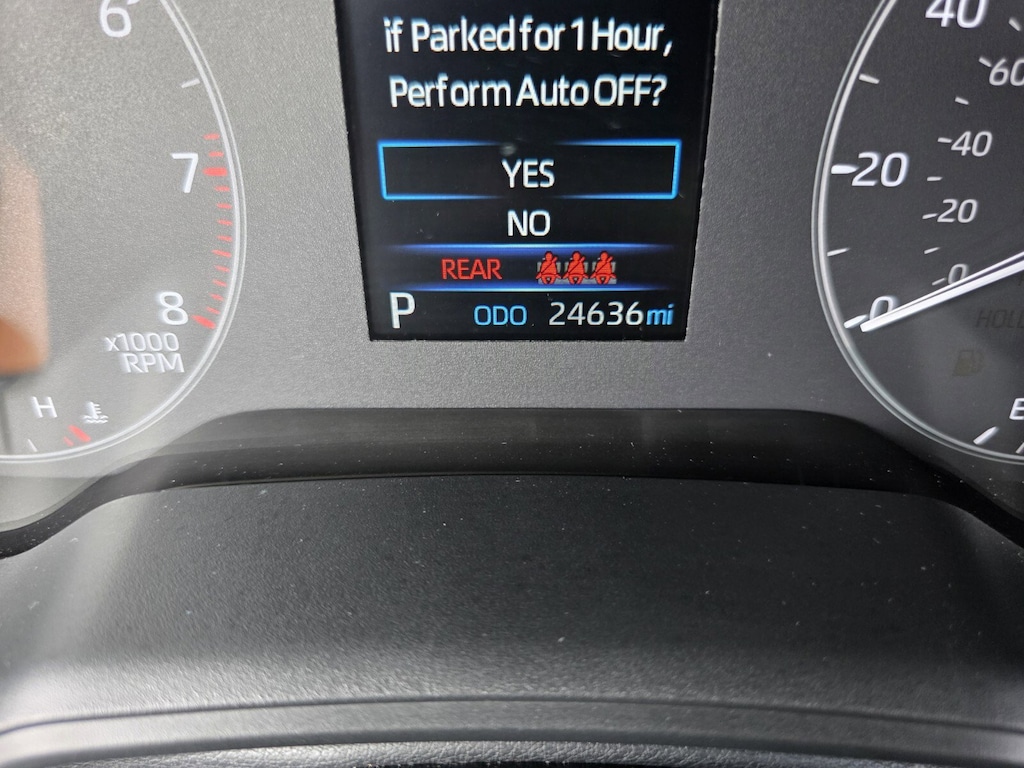 6
7
8
x1000
RPM
H
if Parked for 1 Hour,
Perform Auto OFF?
YES
NO
REAR
P ODO 24636 mi
40
60
40
20
20
0
0
E